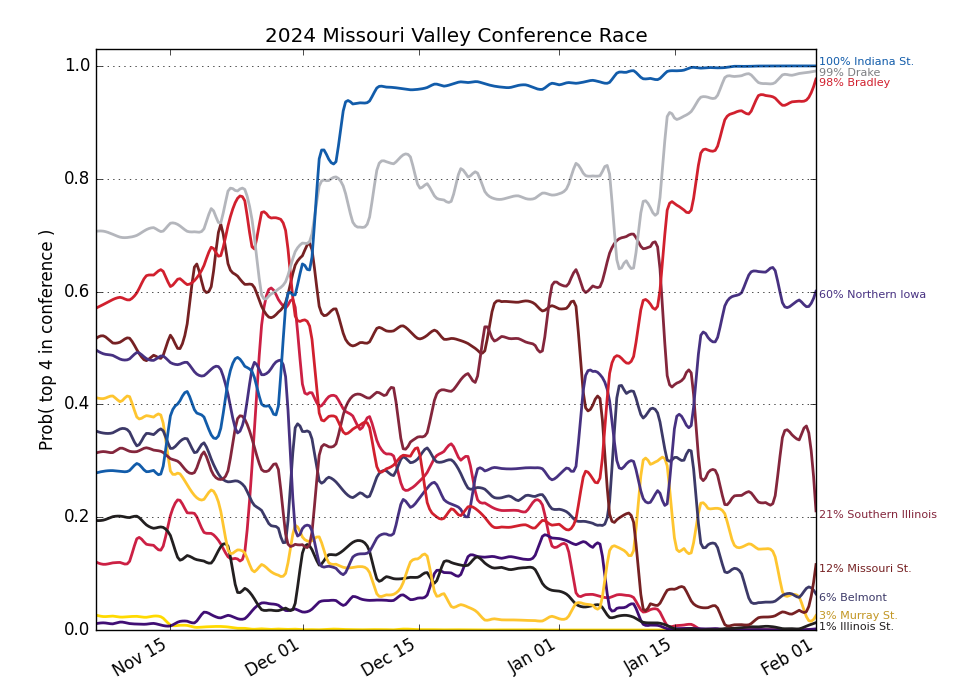 2024 Missouri Valley Conference Race
Prob( top 4 in conference )
1.0
0.8
0.6
0.4
0.2
0.0
Nov 15
Dec 01
Dec 15
Jan 01
Jan 15
Feb 01
100% Indiana St.
99% Drake
98% Bradley
60% Northern Iowa
21% Southern Illinois
12% Missouri St.
6% Belmont
3% Murray St.
1% Illinois St.